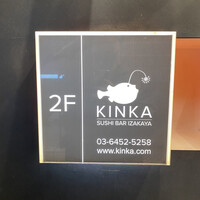 2F
KINKA
SUSHI BAR IZAKAYA
03-6452-5258
www.kinka.com